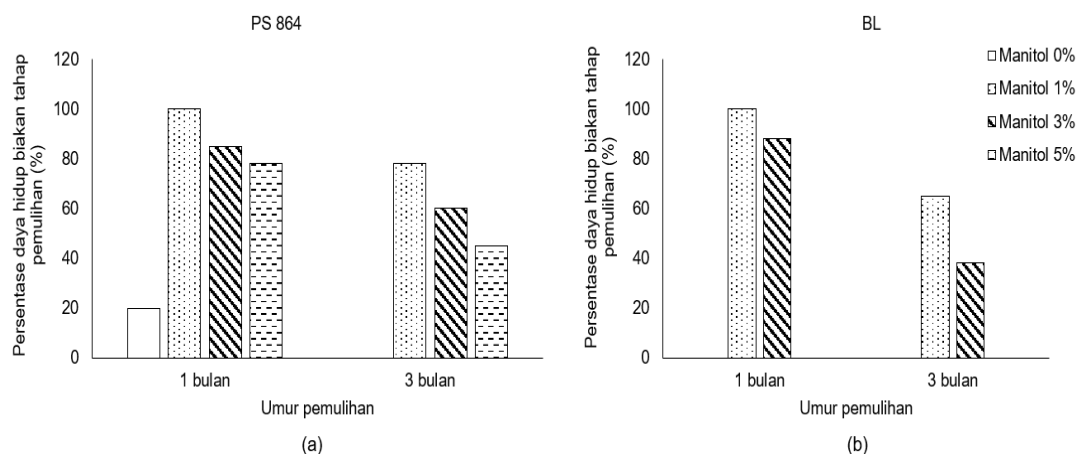 PS 864
Persentase daya hidup biakan tahap
pemulihan (%)
120
100
80
60
40
20
0
1 bulan
3 bulan
Umur pemulihan
(a)
BL
Persentase daya hidup biakan tahap
pemulihan (%)
120
100
80
60
40
20
0
1 bulan
3 bulan
Umur pemulihan
(b)
Manitol 0%
Manitol 1%
Manitol 3%
Manitol 5%